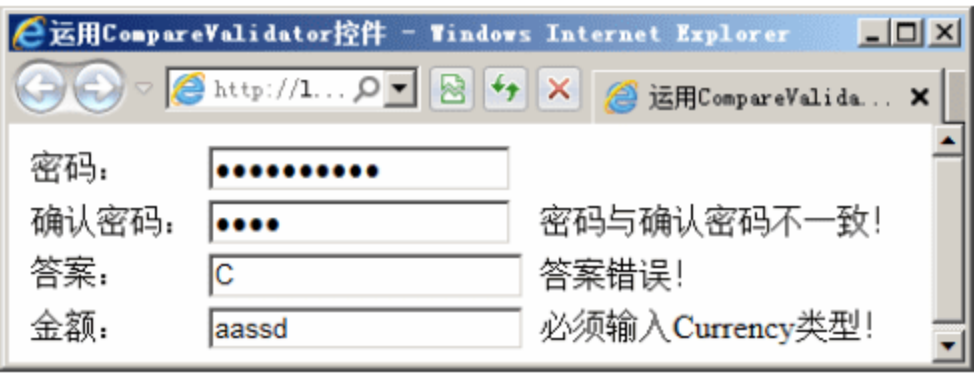 运用CompareValidator控件 - Windows Internet Explorer
http://l... 运用CompareValida...
密码：
确认密码： 密码与确认密码不一致！
答案： C 答案错误！
金额： aassd 必须输入Currency类型！